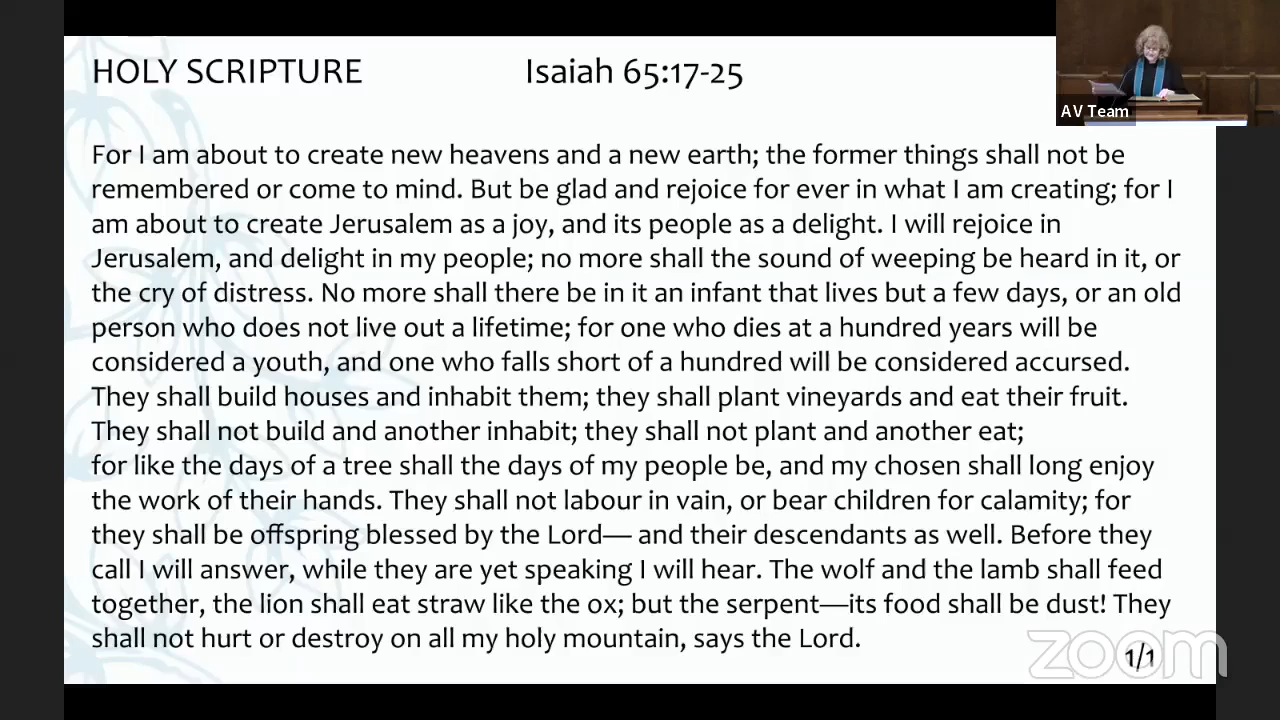 HOLY SCRIPTURE Isaiah 65:17-25
AV Team
For I am about to create new heavens and a new earth; the former things shall not be
remembered or come to mind. But be glad and rejoice for ever in what I am creating; for I
am about to create Jerusalem as a joy, and its people as a delight. I will rejoice in
Jerusalem, and delight in my people; no more shall the sound of weeping be heard in it, or
the cry of distress. No more shall there be in it an infant that lives but a few days, or an old
person who does not live out a lifetime; for one who dies at a hundred years will be
considered a youth, and one who falls short of a hundred will be considered accursed.
They shall build houses and inhabit them; they shall plant vineyards and eat their fruit.
They shall not build and another inhabit; they shall not plant and another eat;
for like the days of a tree shall the days of my people be, and my chosen shall long enjoy
the work of their hands. They shall not labour in vain, or bear children for calamity; for
they shall be offspring blessed by the Lord— and their descendants as well. Before they
call I will answer, while they are yet speaking I will hear. The wolf and the lamb shall feed
together, the lion shall eat straw like the ox; but the serpent—its food shall be dust! They
shall not hurt or destroy on all my holy mountain, says the Lord.
zoom
1/1